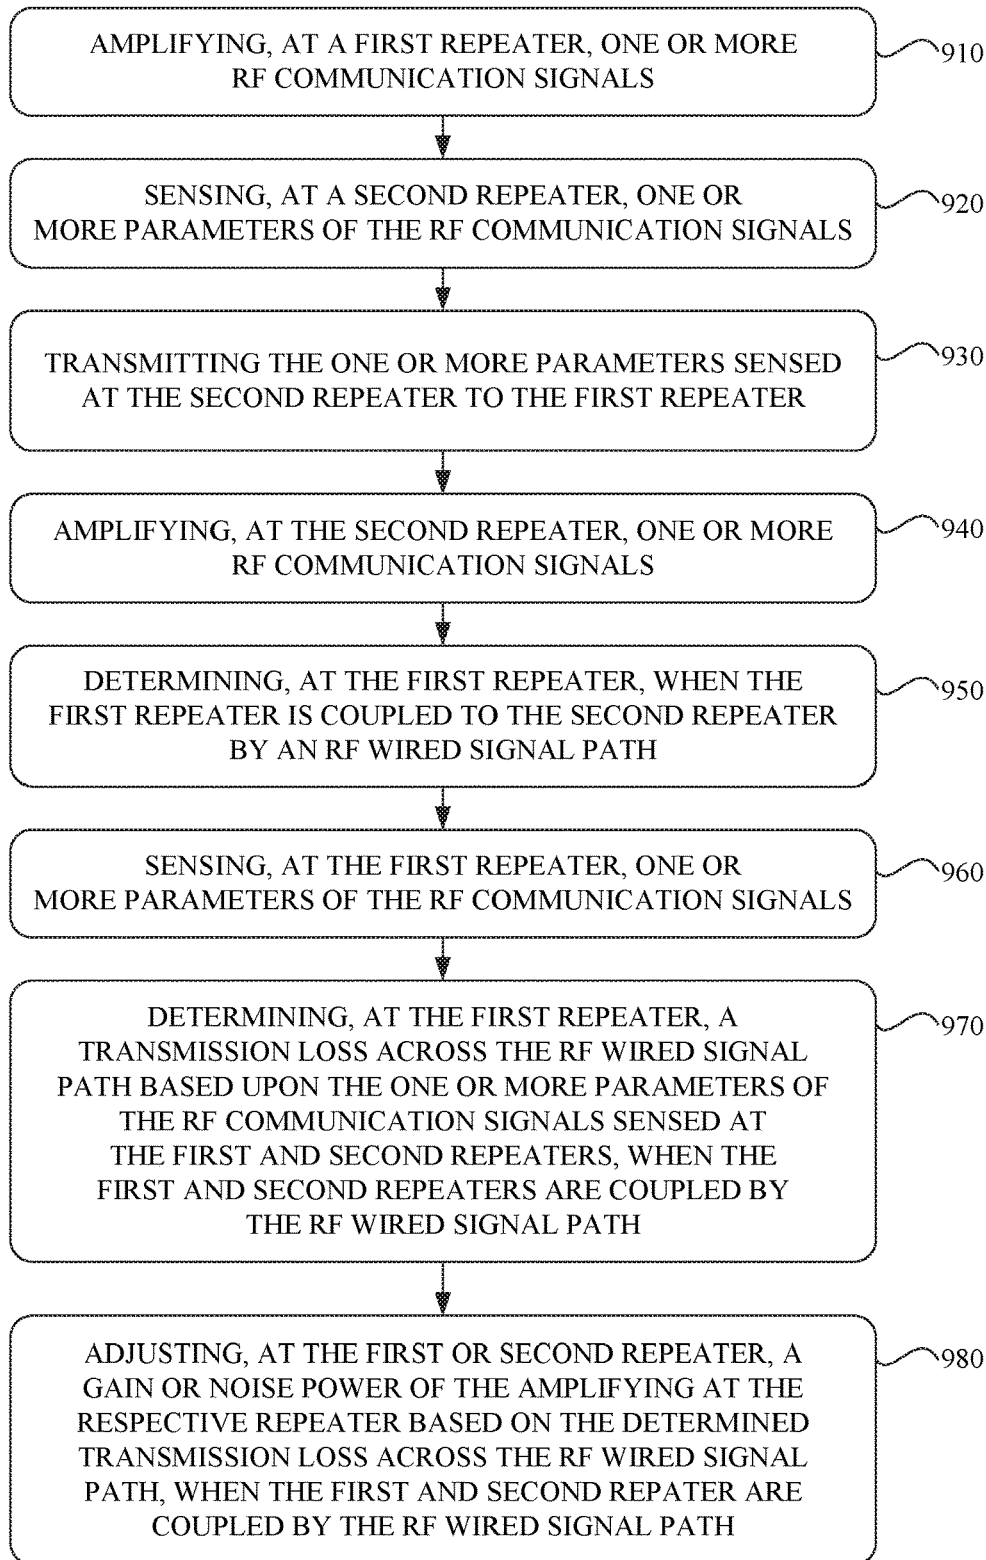 AMPLIFYING, AT A FIRST REPEATER, ONE OR MORE
RF COMMUNICATION SIGNALS
910
SENSING, AT A SECOND REPEATER, ONE OR
MORE PARAMETERS OF THE RF COMMUNICATION SIGNALS
920
TRANSMITTING THE ONE OR MORE PARAMETERS SENSED
AT THE SECOND REPEATER TO THE FIRST REPEATER
930
AMPLIFYING, AT THE SECOND REPEATER, ONE OR MORE
RF COMMUNICATION SIGNALS
940
DETERMINING, AT THE FIRST REPEATER, WHEN THE
FIRST REPEATER IS COUPLED TO THE SECOND REPEATER
BY AN RF WIRED SIGNAL PATH
950
SENSING, AT THE FIRST REPEATER, ONE OR
MORE PARAMETERS OF THE RF COMMUNICATION SIGNALS
960
DETERMINING, AT THE FIRST REPEATER, A
TRANSMISSION LOSS ACROSS THE RF WIRED SIGNAL
PATH BASED UPON THE ONE OR MORE PARAMETERS OF
THE RF COMMUNICATION SIGNALS SENSED AT
THE FIRST AND SECOND REPEATERS, WHEN THE
FIRST AND SECOND REPEATERS ARE COUPLED BY
THE RF WIRED SIGNAL PATH
970
ADJUSTING, AT THE FIRST OR SECOND REPEATER, A
GAIN OR NOISE POWER OF THE AMPLIFYING AT THE
RESPECTIVE REPEATER BASED ON THE DETERMINED
TRANSMISSION LOSS ACROSS THE RF WIRED SIGNAL
PATH, WHEN THE FIRST AND SECOND REPATER ARE
COUPLED BY THE RF WIRED SIGNAL PATH
980